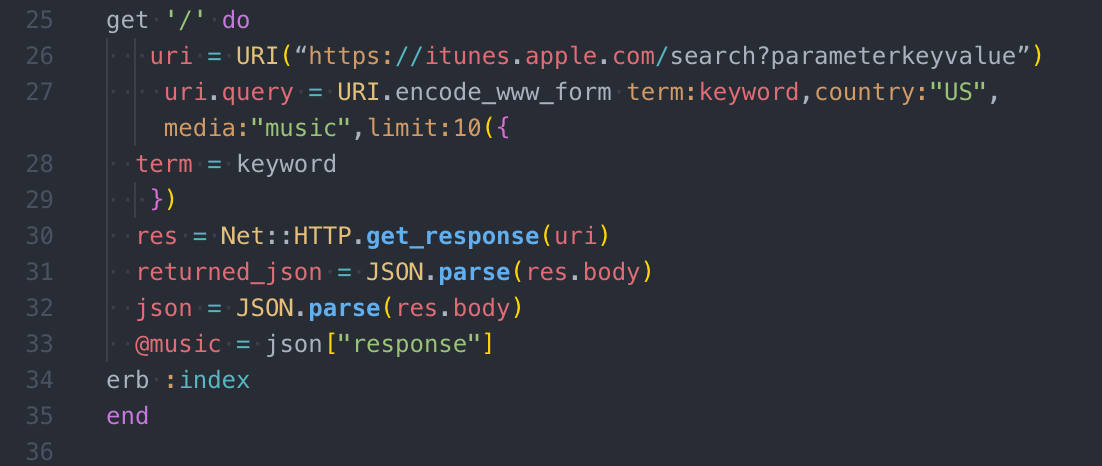 25 get '/' do
26 uri = URI(“https://itunes.apple.com/search?parameterkeyvalue”)
27 uri.query = URI.encode_www_form term:keyword,country:"US",
media:"music",limit:10({
28 term = keyword
29 })
30 res = Net::HTTP.get_response(uri)
31 returned_json = JSON.parse(res.body)
32 json = JSON.parse(res.body)
33 @music = json["response"]
34 erb :index
35 end
36